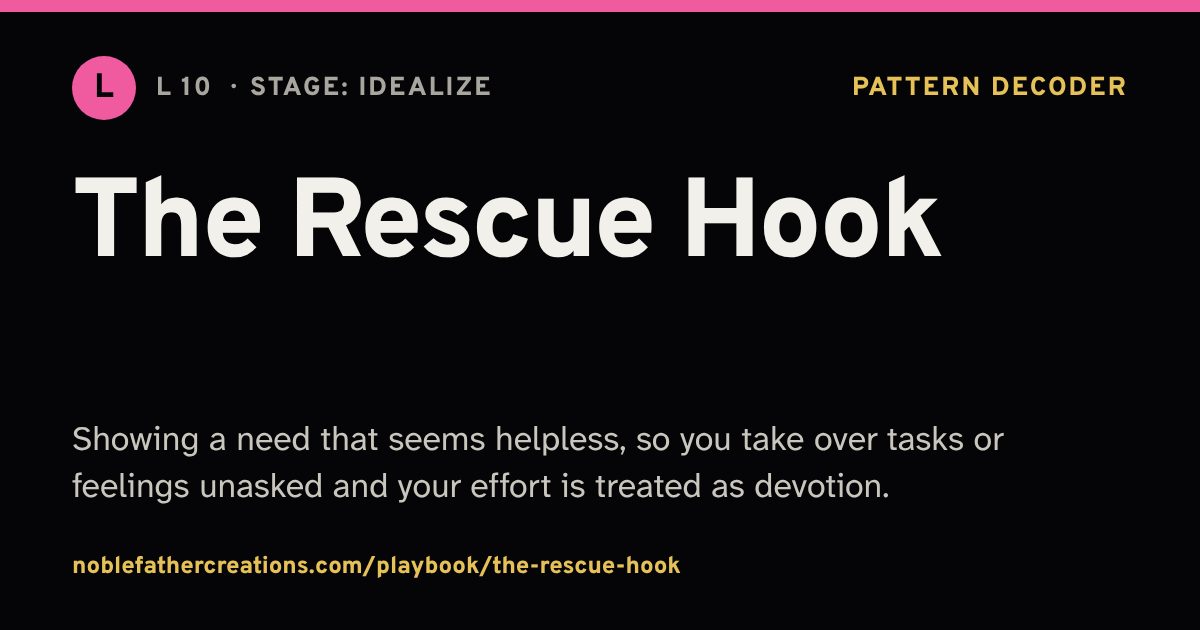 L
L 10 · STAGE: IDEALIZE
PATTERN DECODER
The Rescue Hook
Showing a need that seems helpless, so you take over tasks or
feelings unasked and your effort is treated as devotion.
noblefathercreations.com/playbook/the-rescue-hook